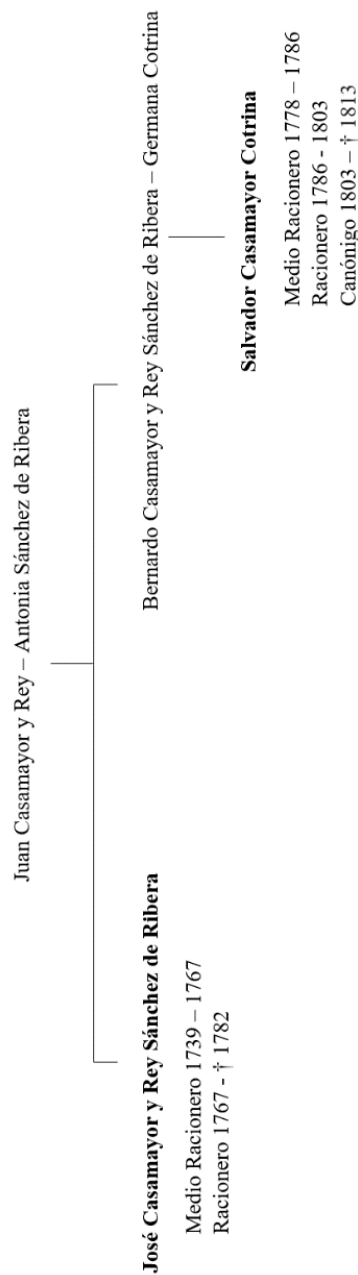 Juan Casamayor y Rey – Antonia Sánchez de Ribera
José Casamayor y Rey Sánchez de Ribera
Medio Racionero 1739 – 1767
Racionero 1767 - † 1782
Bernardo Casamayor y Rey Sánchez de Ribera – Germana Cotrina
Salvador Casamayor Cotrina
Medio Racionero 1778 – 1786
Racionero 1786 - 1803
Canónigo 1803 – † 1813